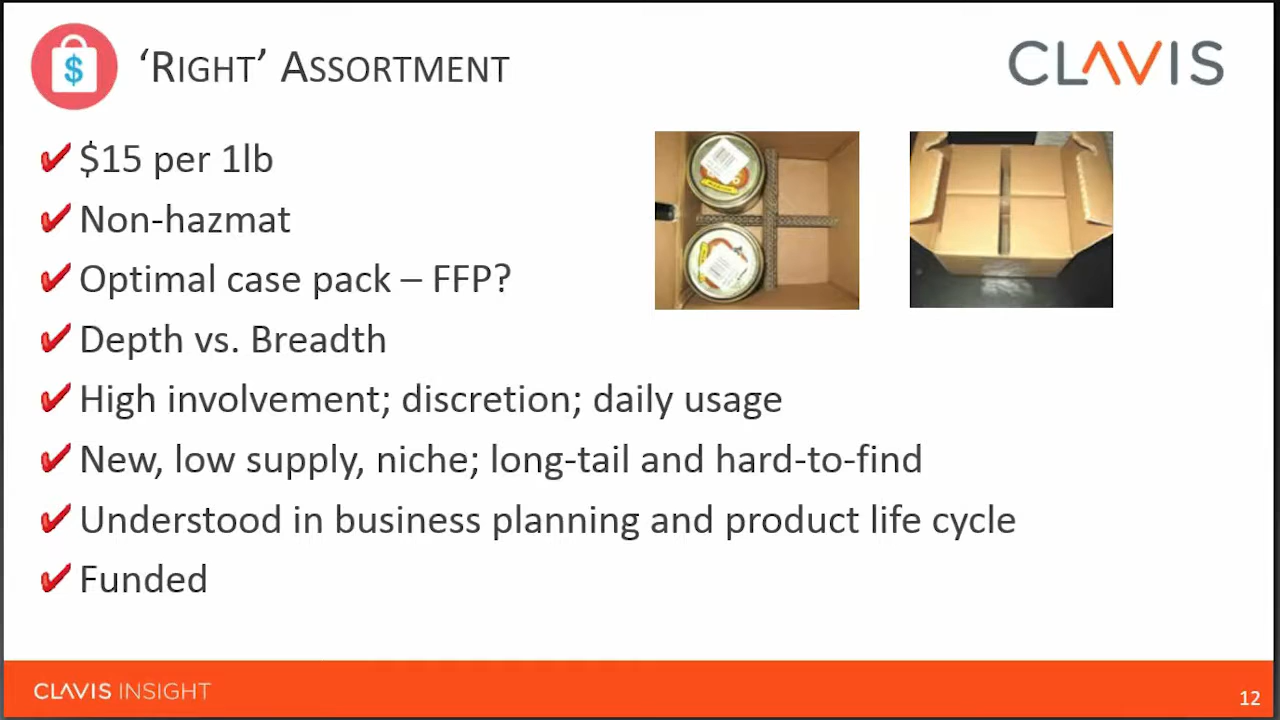 $
‘RIGHT’ ASSORTMENT
CLAVIS
✔ $15 per 1lb
✔ Non-hazmat
✔ Optimal case pack – FFP?
✔ Depth vs. Breadth
✔ High involvement; discretion; daily usage
✔ New, low supply, niche; long-tail and hard-to-find
✔ Understood in business planning and product life cycle
✔ Funded
CLAVIS INSIGHT
12